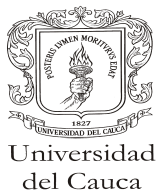 POSTERIS LVMEN MORITVRVS EDAT
1827
UNIVERSIDAD DEL CAUCA
Universidad
del Cauca